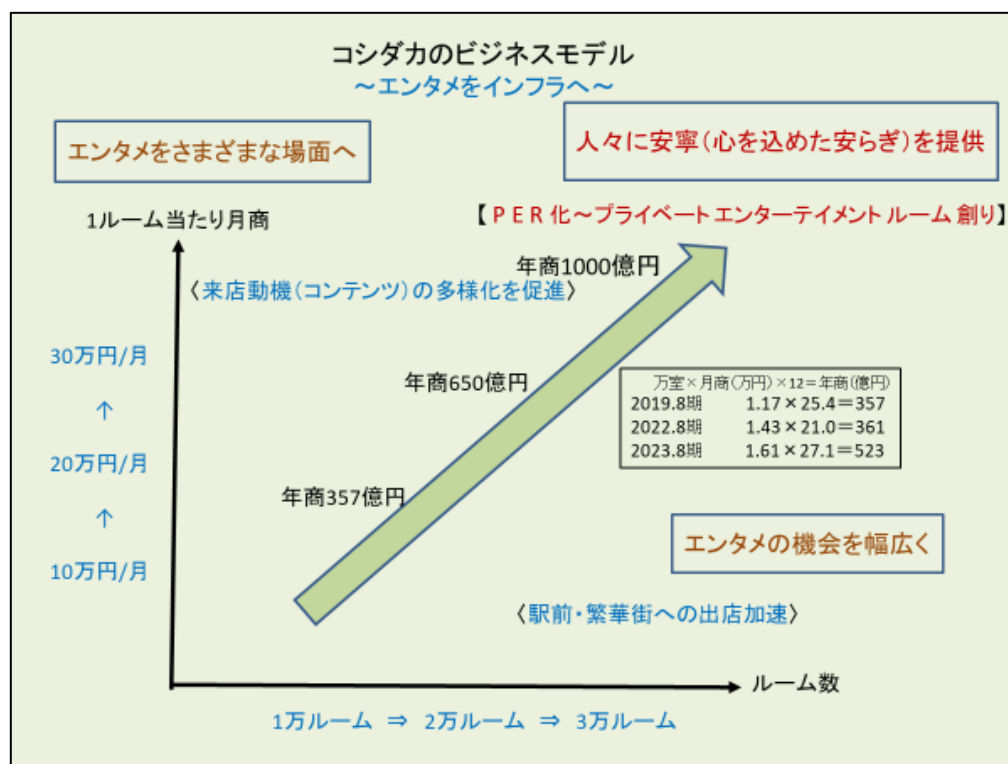 コシダカのビジネスモデル
～エンタメをインフラへ～
エンタメをさまざまな場面へ
人々に安寧(心を込めた安らぎ)を提供
【 P E R 化～プライベート エンターテイメント ルーム 創り】
1ルーム当たり月商
年商1000億円
〈来店動機(コンテンツ)の多様化を促進〉
30万円/月
↑
20万円/月
↑
10万円/月
年商650億円
年商357億円
万室×月商(万円)×12＝年商(億円)
2019.8期 1.17×25.4＝357
2022.8期 1.43×21.0＝361
2023.8期 1.61×27.1＝523
エンタメの機会を幅広く
〈駅前・繁華街への出店加速〉
ルーム数
1万ルーム ⇒ 2万ルーム ⇒ 3万ルーム